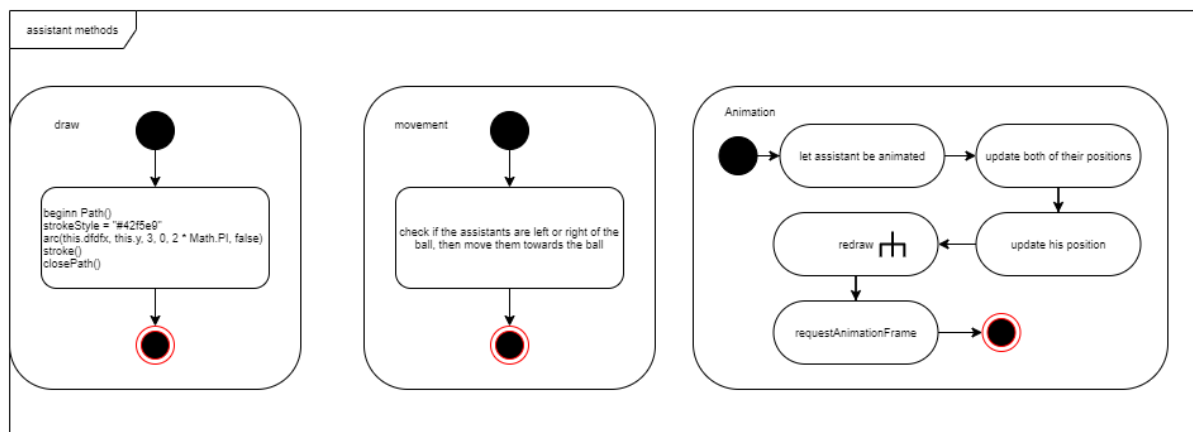 assistant methods
draw
beginn Path()
strokeStyle = "#42f5e9"
arc(this.dfdfx, this.y, 3, 0, 2 * Math.PI, false)
stroke()
closePath()
movement
check if the assistants are left or right of the
ball, then move them towards the ball
Animation
let assistant be animated
update both of their positions
update his position
redraw
requestAnimationFrame